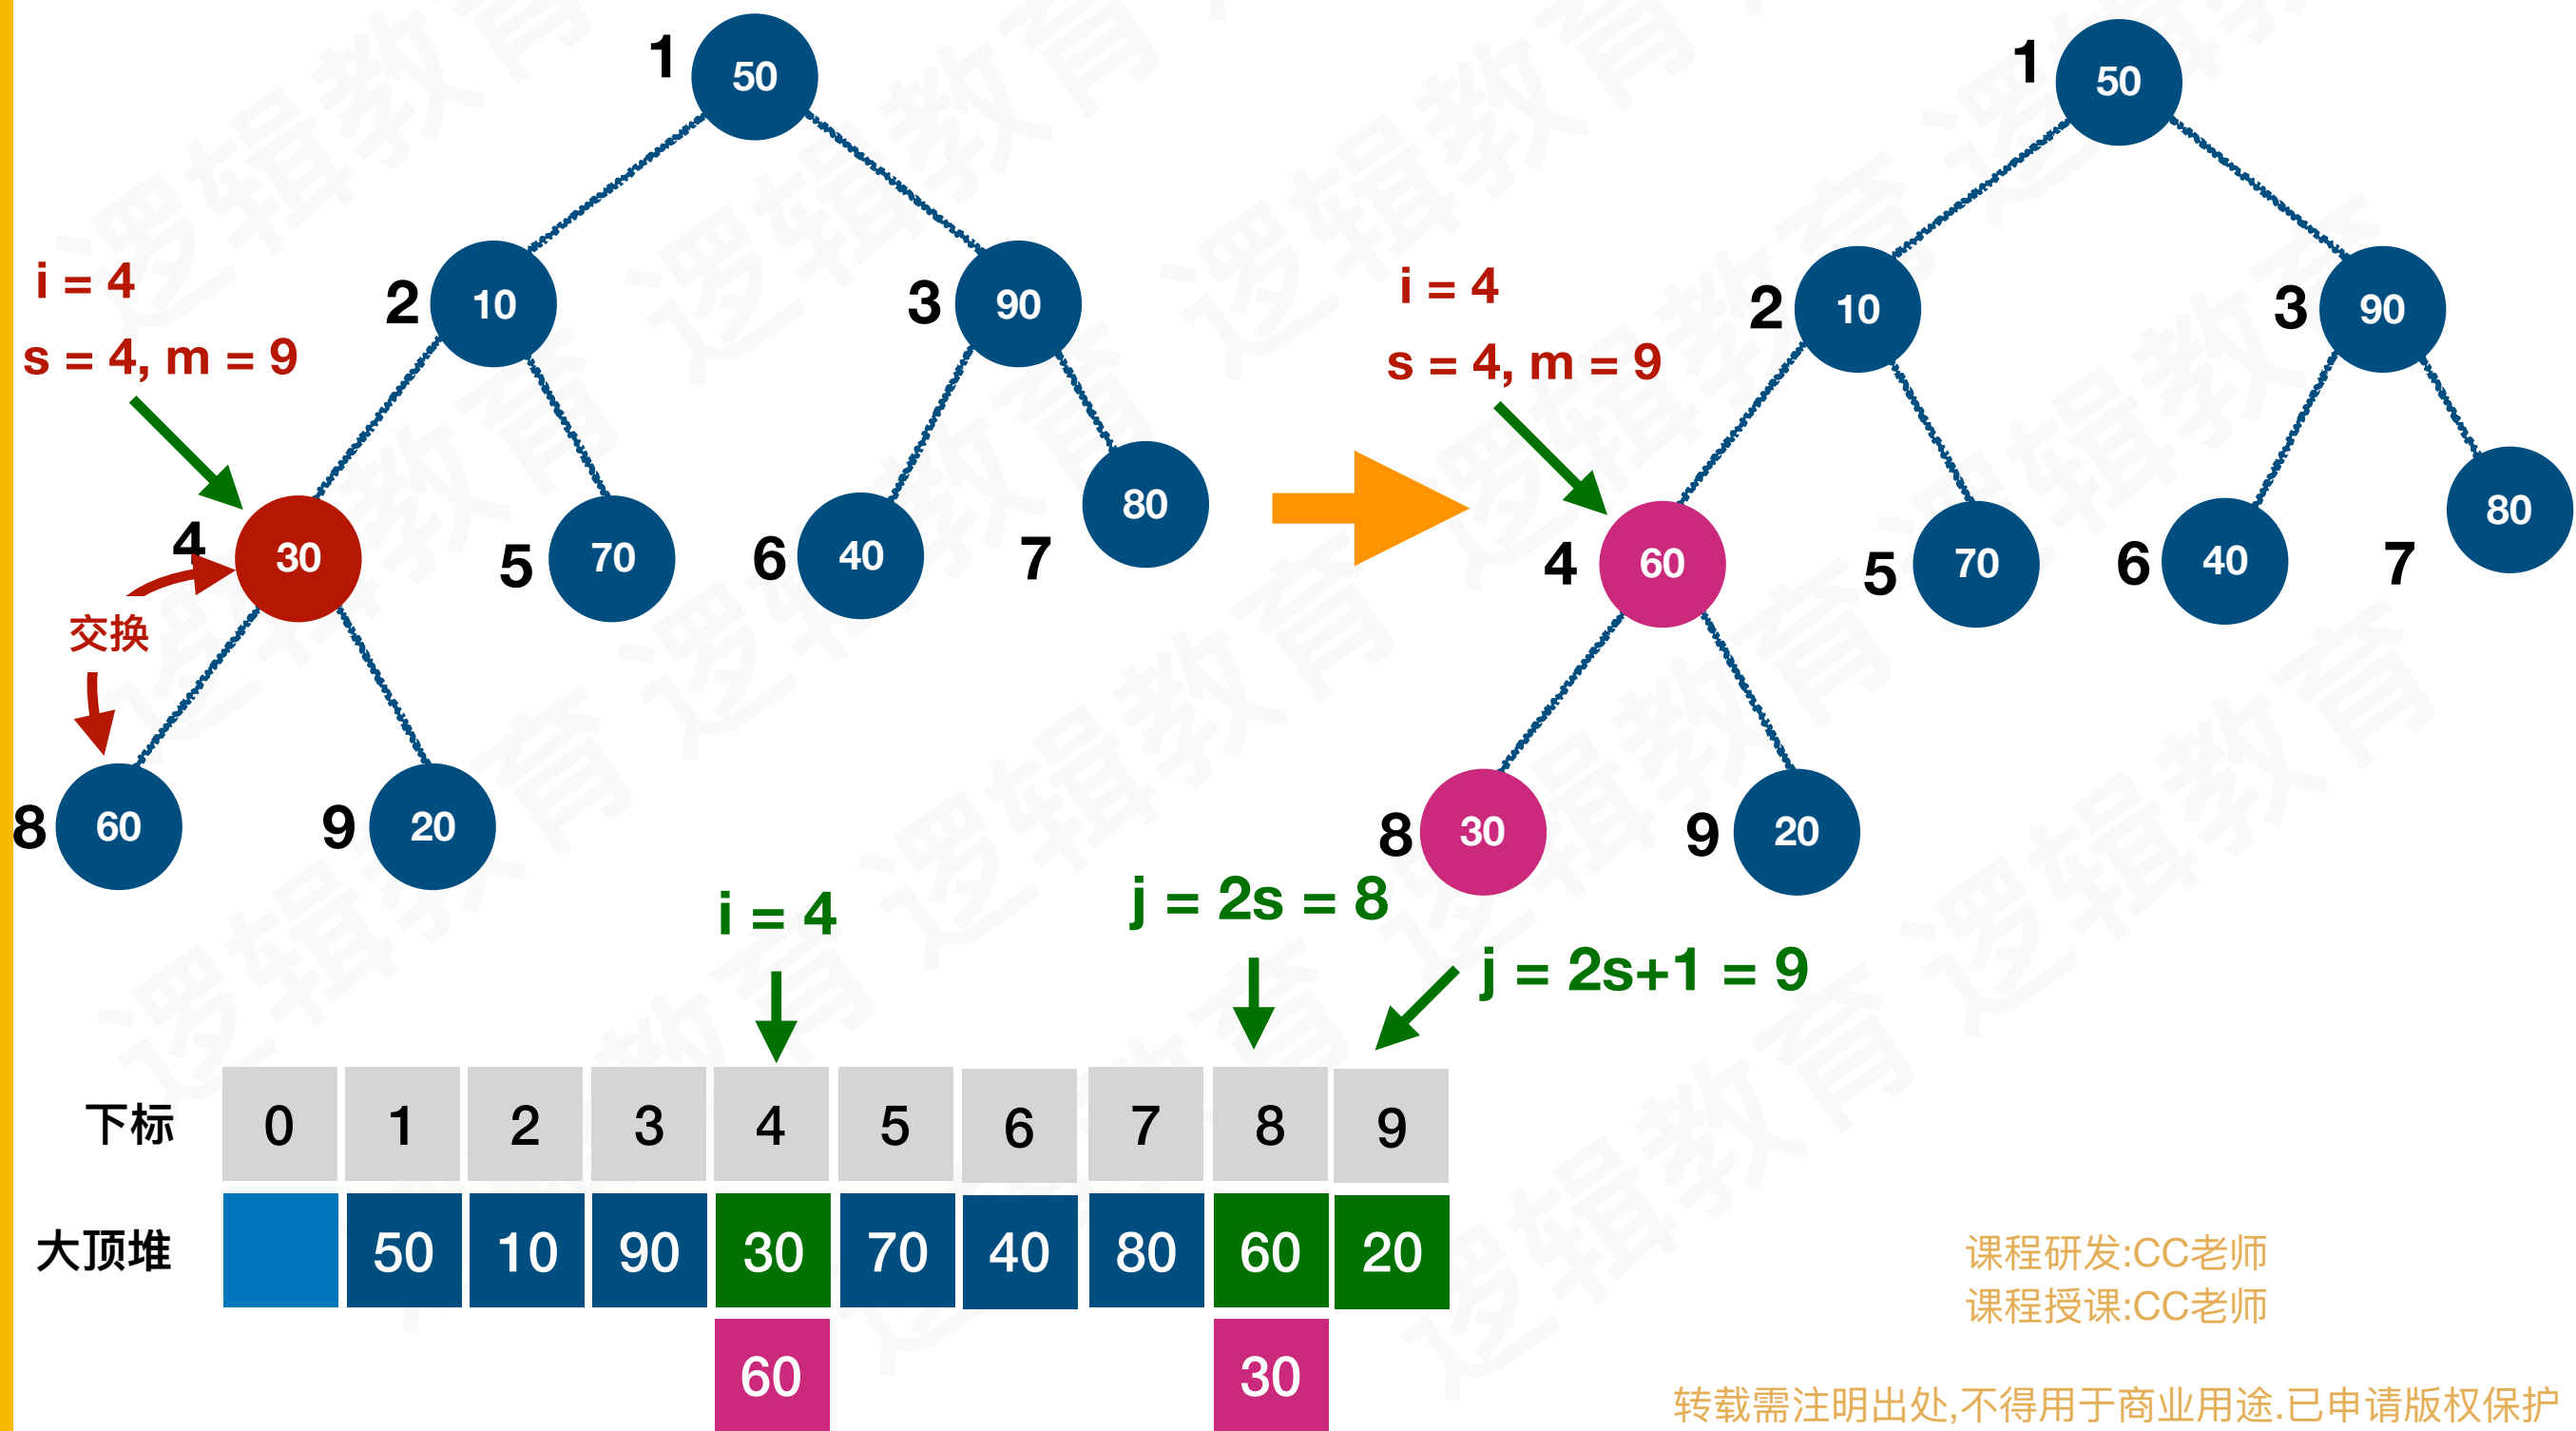 1 50 1 50
i = 4 i = 4
2 10 3 90 2 10 3 90
s = 4, m = 9 s = 4, m = 9
4 30 5 70 6 40 7 80 4 60 5 70 6 40 7 80
交换
8 60 9 20 8 30 9 20
i = 4 j = 2s = 8
j = 2s+1 = 9
下标 0 1 2 3 4 5 6 7 8 9
大顶堆 50 10 90 30 70 40 80 60 20
60 30
课程研发:CC老师
课程授课:CC老师
转载需注明出处,不得用于商业用途.已申请版权保护
逻辑教育